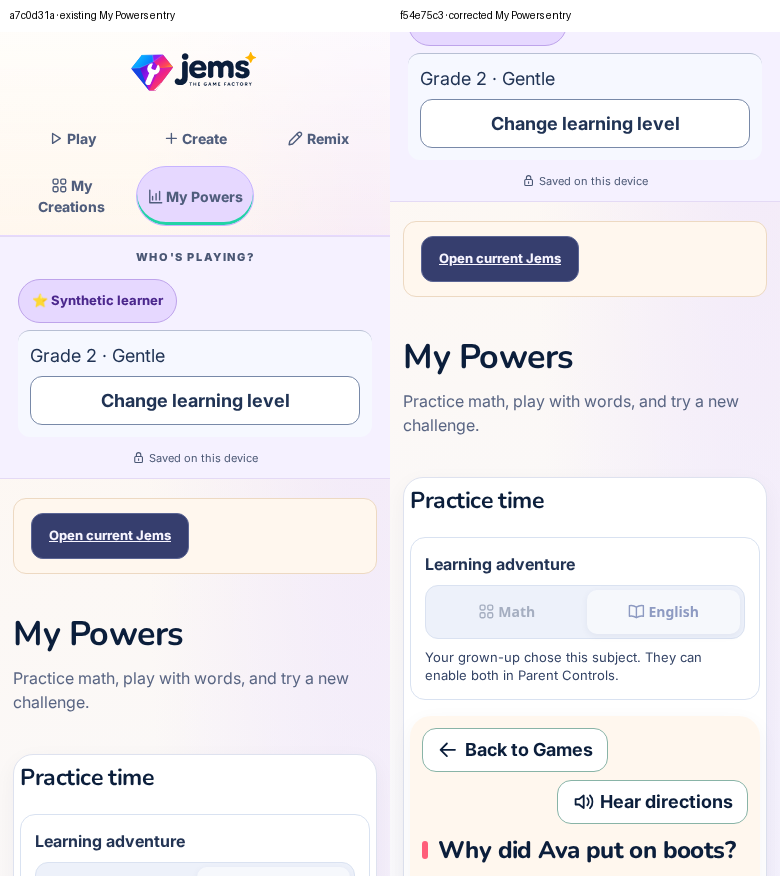 a7c0d31a · existing My Powers entry
jems
THE GAME FACTORY
Play
Create
Remix
My
Creations
My Powers
WHO'S PLAYING?
⭐ Synthetic learner
Grade 2 · Gentle
Change learning level
Saved on this device
Open current Jems
My Powers
Practice math, play with words, and try a new
challenge.
Practice time
Learning adventure
f54e75c3 · corrected My Powers entry
Grade 2 · Gentle
Change learning level
Saved on this device
Open current Jems
My Powers
Practice math, play with words, and try a new
challenge.
Practice time
Learning adventure
Math
English
Your grown-up chose this subject. They can
enable both in Parent Controls.
Back to Games
Hear directions
Why did Ava put on boots?